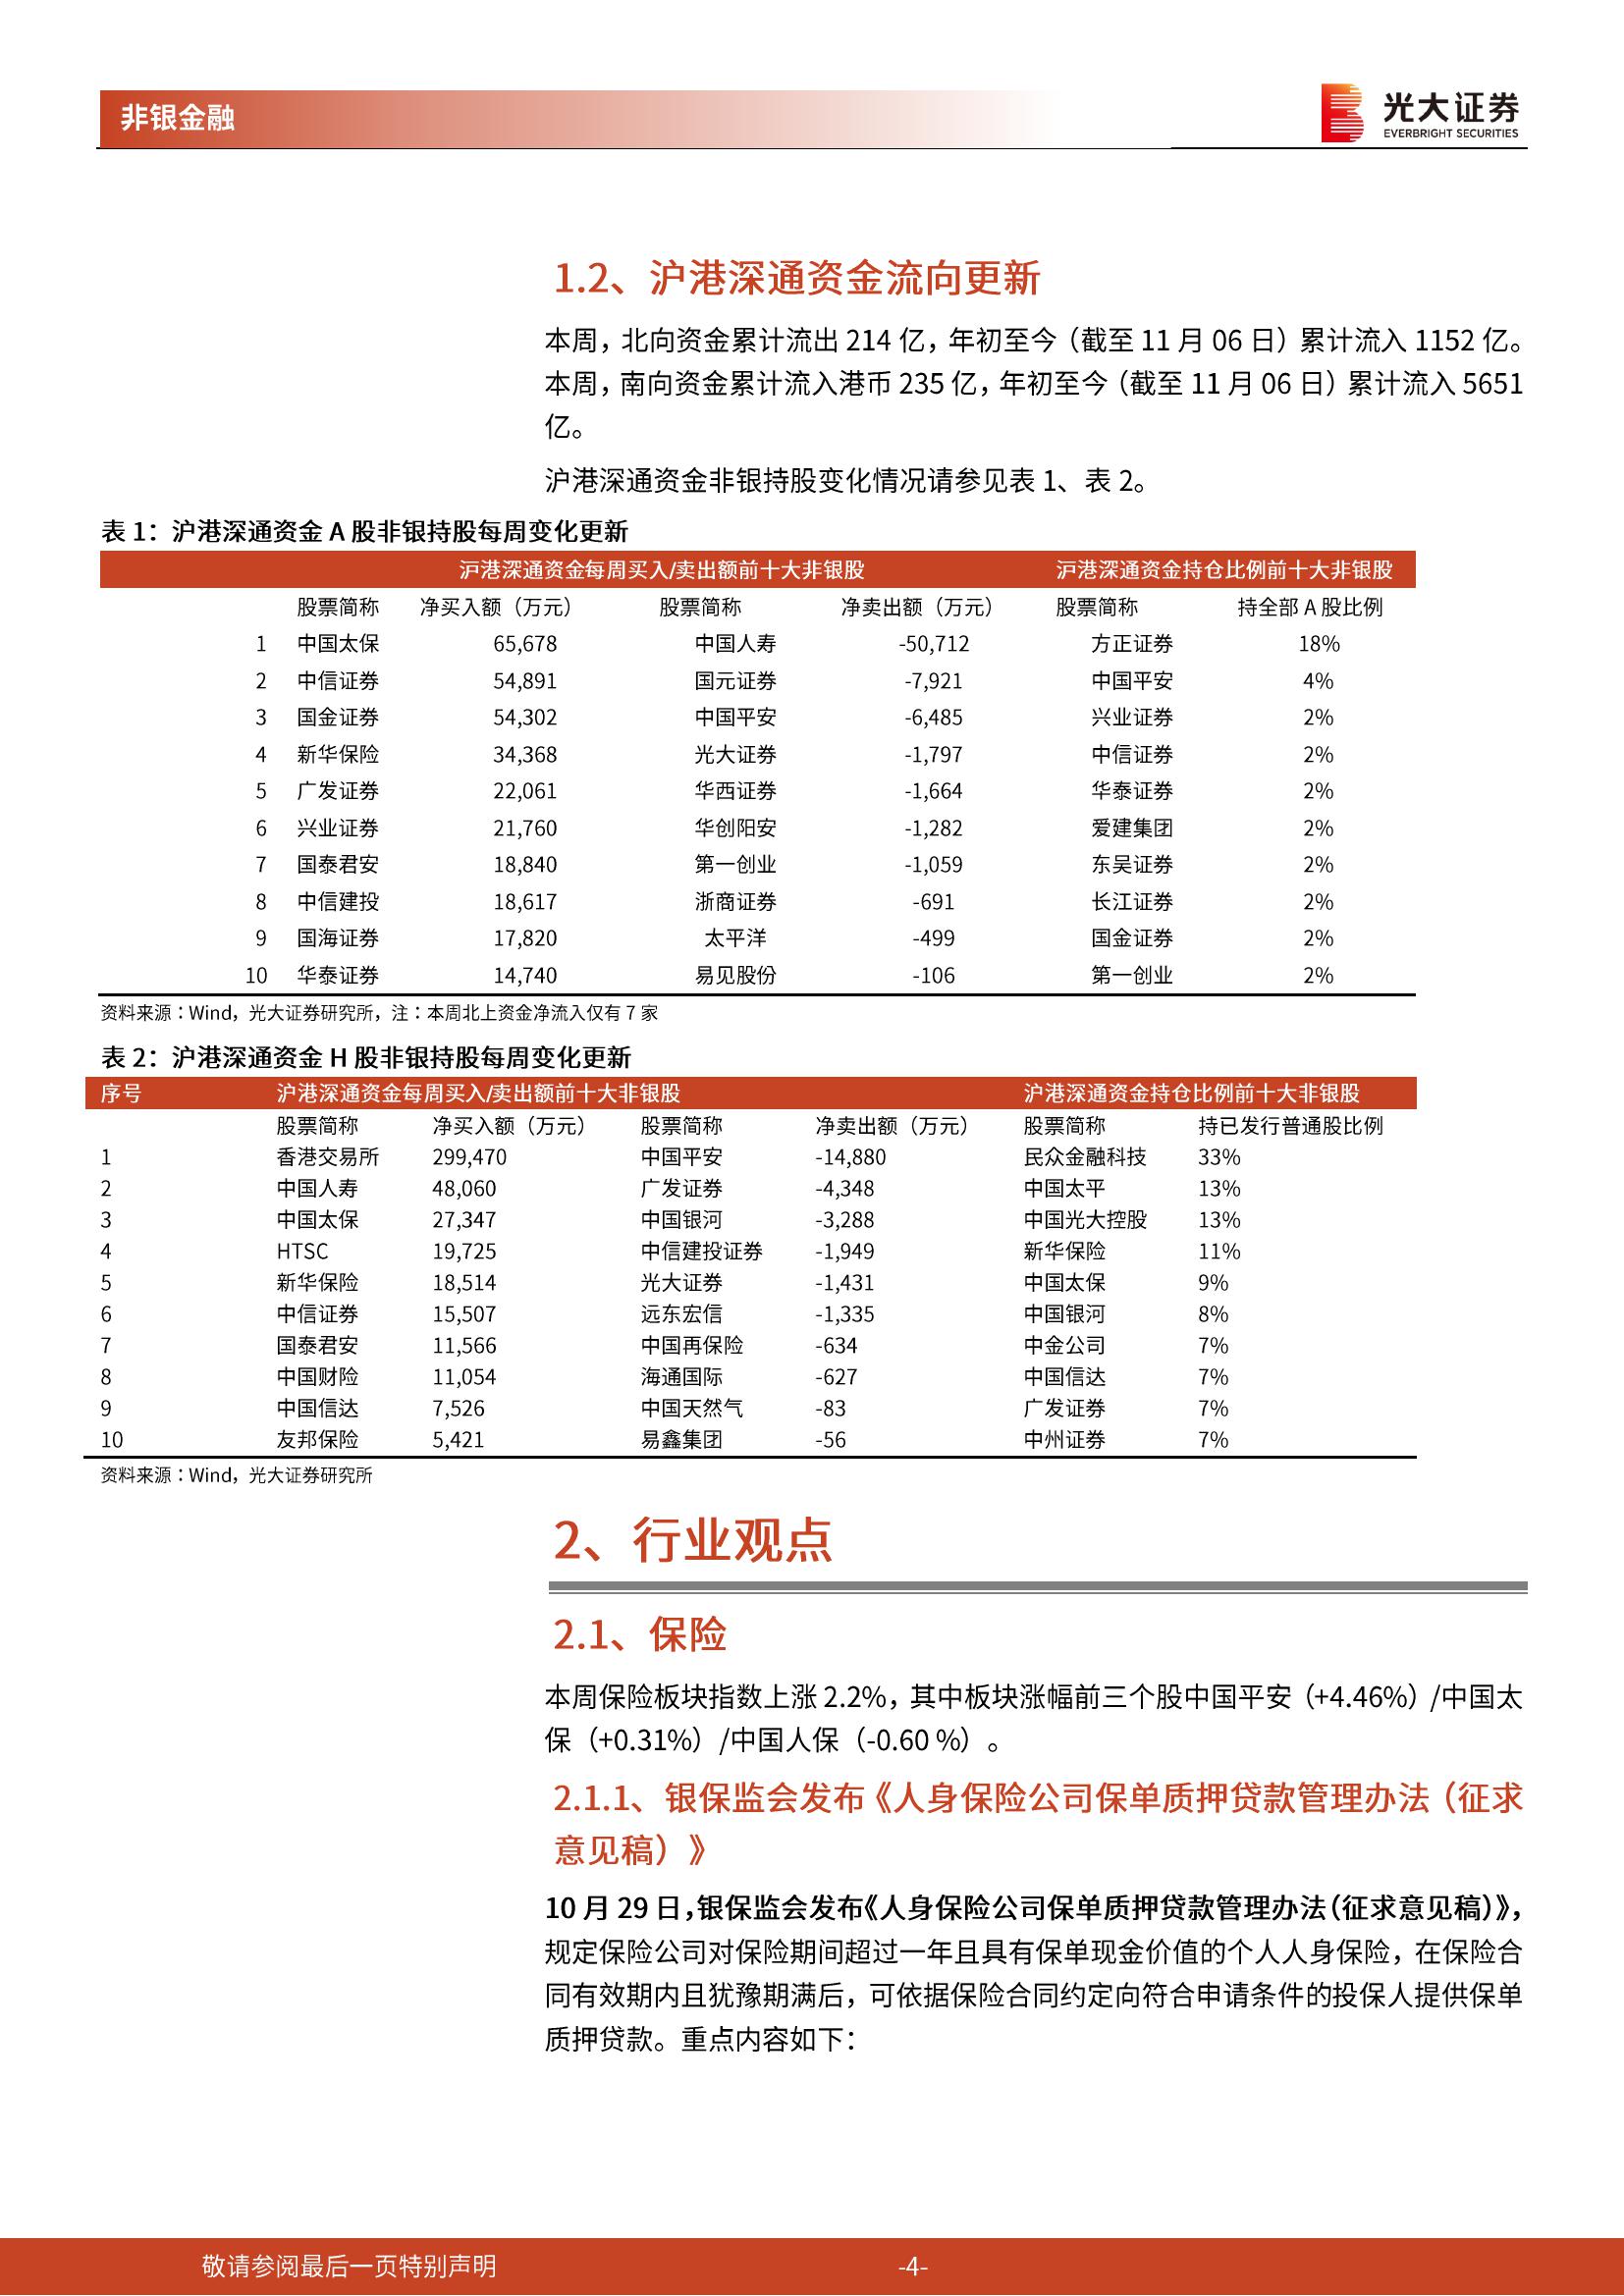 非银金融
光大证券
EVERBRIGHT SECURITIES
1.2、沪港深通资金流向更新
本周，北向资金累计流出 214 亿，年初至今（截至 11 月 06 日）累计流入 1152 亿。
本周，南向资金累计流入港币 235 亿，年初至今（截至 11 月 06 日）累计流入 5651
亿。
沪港深通资金非银持股变化情况请参见表 1、表 2。
表 1：沪港深通资金 A 股非银持股每周变化更新
沪港深通资金每周买入/卖出额前十大非银股 沪港深通资金持仓比例前十大非银股
股票简称 净买入额（万元） 股票简称 净卖出额（万元） 股票简称 持全部 A 股比例
1 中国太保 65,678 中国人寿 -50,712 方正证券 18%
2 中信证券 54,891 国元证券 -7,921 中国平安 4%
3 国金证券 54,302 中国平安 -6,485 兴业证券 2%
4 新华保险 34,368 光大证券 -1,797 中信证券 2%
5 广发证券 22,061 华西证券 -1,664 华泰证券 2%
6 兴业证券 21,760 华创阳安 -1,282 爱建集团 2%
7 国泰君安 18,840 第一创业 -1,059 东吴证券 2%
8 中信建投 18,617 浙商证券 -691 长江证券 2%
9 国海证券 17,820 太平洋 -499 国金证券 2%
10 华泰证券 14,740 易见股份 -106 第一创业 2%
资料来源：Wind，光大证券研究所，注：本周北上资金净流入仅有 7 家
表 2：沪港深通资金 H 股非银持股每周变化更新
序号 沪港深通资金每周买入/卖出额前十大非银股 沪港深通资金持仓比例前十大非银股
股票简称 净买入额（万元） 股票简称 净卖出额（万元） 股票简称 持已发行普通股比例
1 香港交易所 299,470 中国平安 -14,880 民众金融科技 33%
2 中国人寿 48,060 广发证券 -4,348 中国太平 13%
3 中国太保 27,347 中国银河 -3,288 中国光大控股 13%
4 HTSC 19,725 中信建投证券 -1,949 新华保险 11%
5 新华保险 18,514 光大证券 -1,431 中国太保 9%
6 中信证券 15,507 远东宏信 -1,335 中国银河 8%
7 国泰君安 11,566 中国再保险 -634 中金公司 7%
8 中国财险 11,054 海通国际 -627 中国信达 7%
9 中国信达 7,526 中国天然气 -83 广发证券 7%
10 友邦保险 5,421 易鑫集团 -56 中州证券 7%
资料来源：Wind，光大证券研究所
2、行业观点
2.1、保险
本周保险板块指数上涨 2.2%，其中板块涨幅前三个股中国平安（+4.46%）/中国太
保（+0.31%）/中国人保（-0.60 %）。
2.1.1、银保监会发布《人身保险公司保单质押贷款管理办法（征求
意见稿）》
10 月 29 日，银保监会发布《人身保险公司保单质押贷款管理办法（征求意见稿）》，
规定保险公司对保险期间超过一年且具有保单现金价值的个人人身保险，在保险合
同有效期内且犹豫期满后，可依据保险合同约定向符合申请条件的投保人提供保单
质押贷款。重点内容如下：
敬请参阅最后一页特别声明 -4-